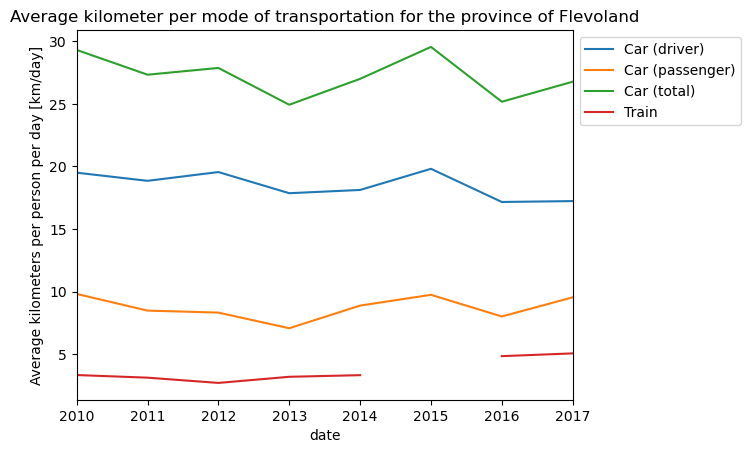 Average kilometer per mode of transportation for the province of Flevoland
Average kilometers per person per day [km/day]
30
25
20
15
10
5
2010 2011 2012 2013 2014 2015 2016 2017
date
Car (driver)
Car (passenger)
Car (total)
Train